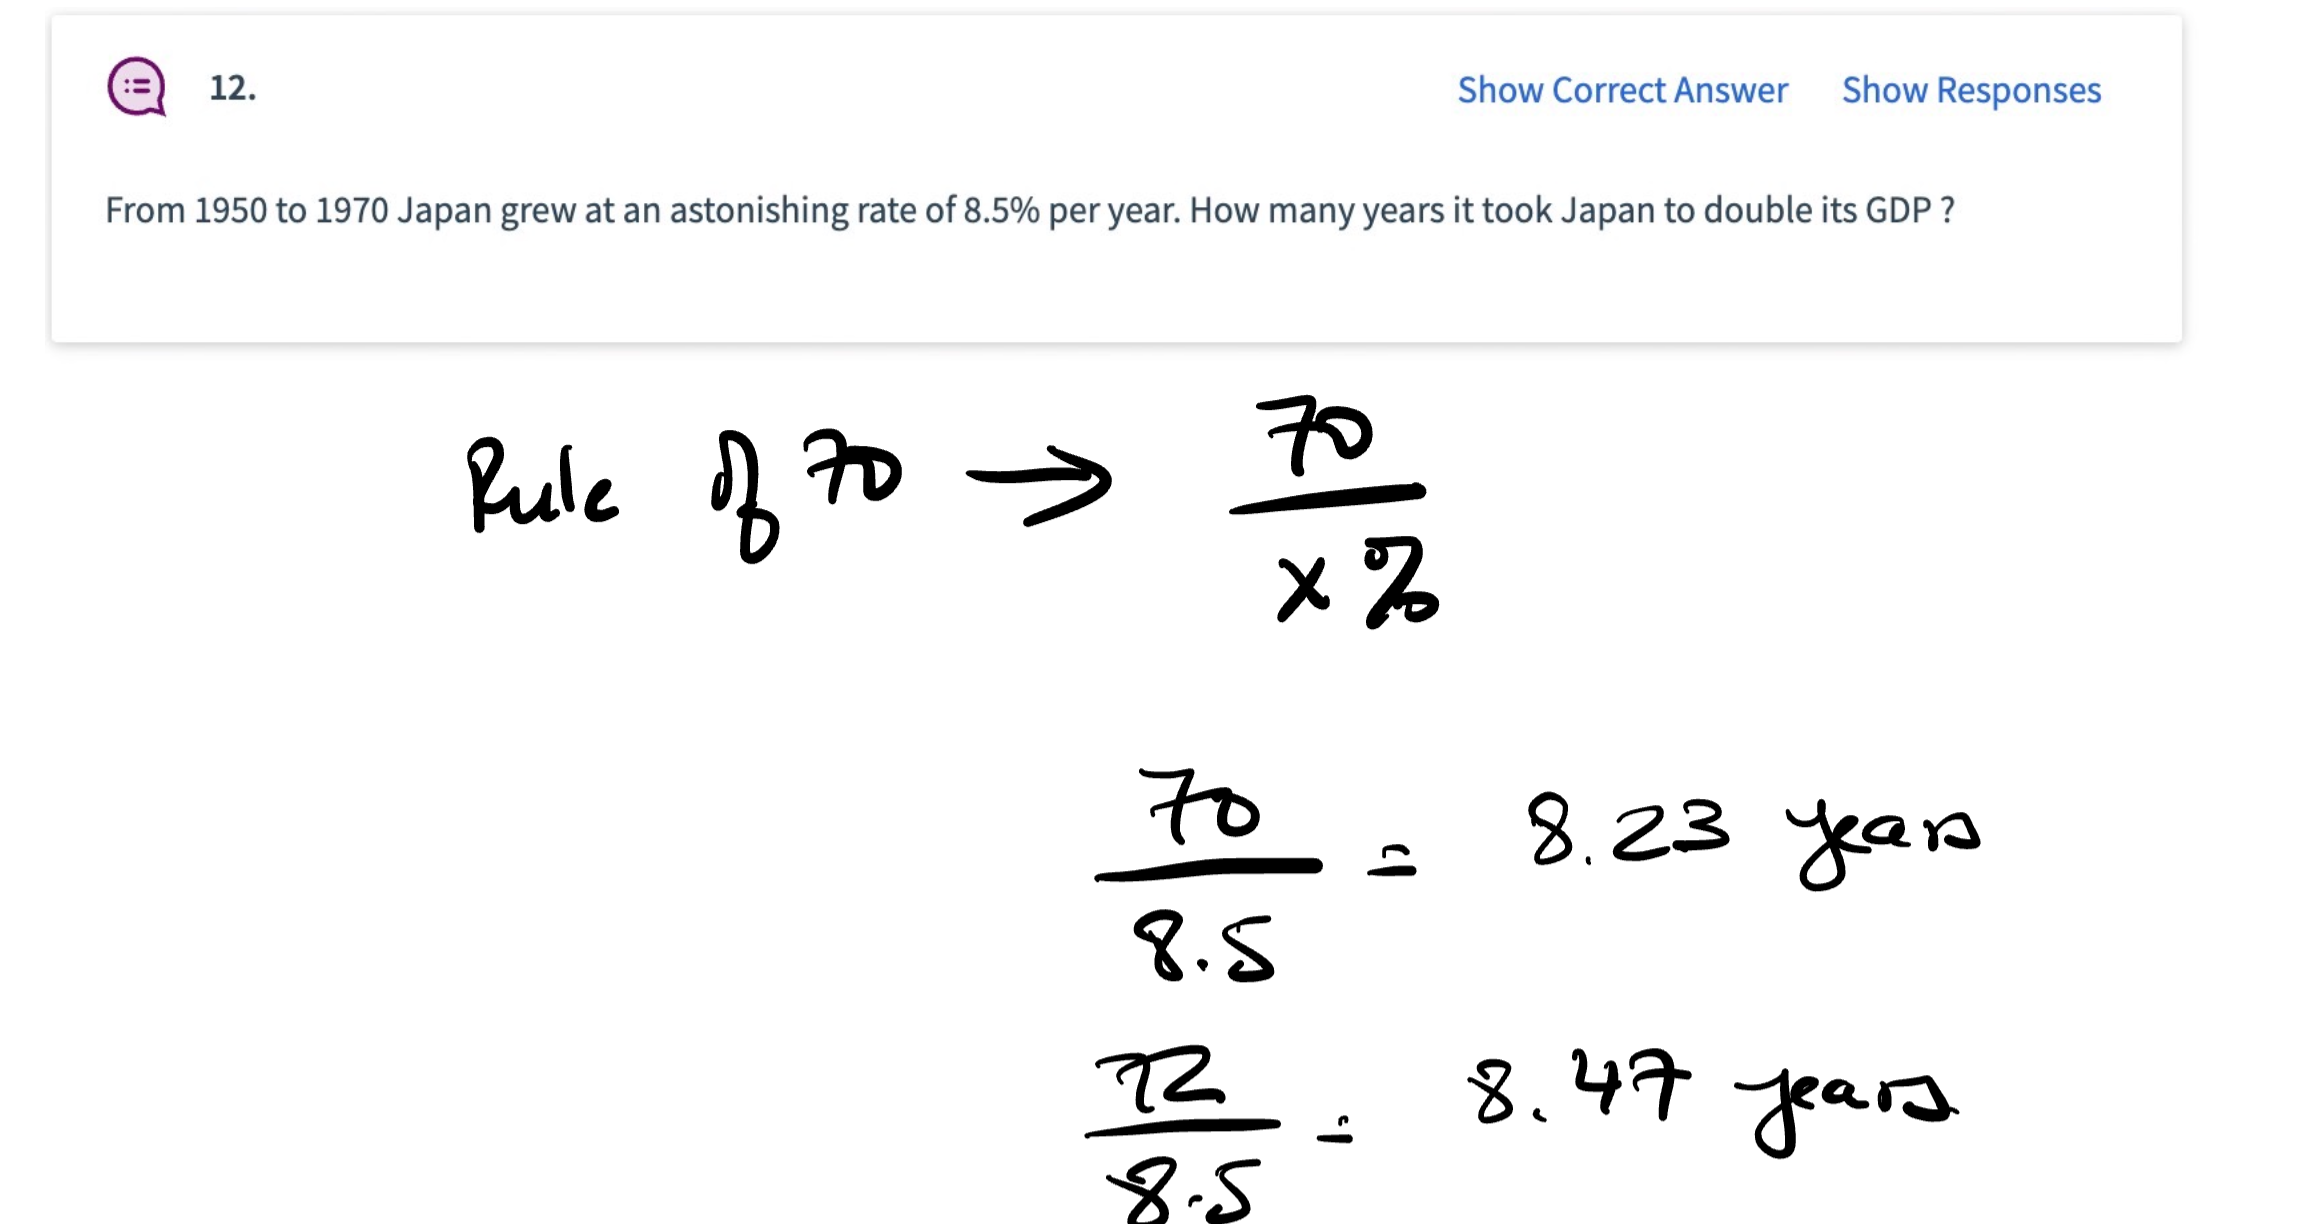 12.
Show Correct Answer Show Responses
From 1950 to 1970 Japan grew at an astonishing rate of 8.5% per year. How many years it took Japan to double its GDP ?
Rule of 70 → 70
x %
70
8.5
= 8.23 years
72
8.5
= 8.47 years